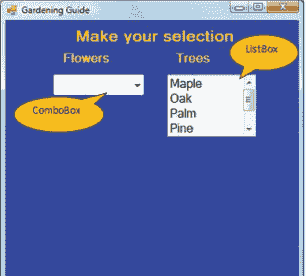 Gardening Guide
Make your selection
Flowers
Trees
ListBox
ComboBox
Maple
Oak
Palm
Pine